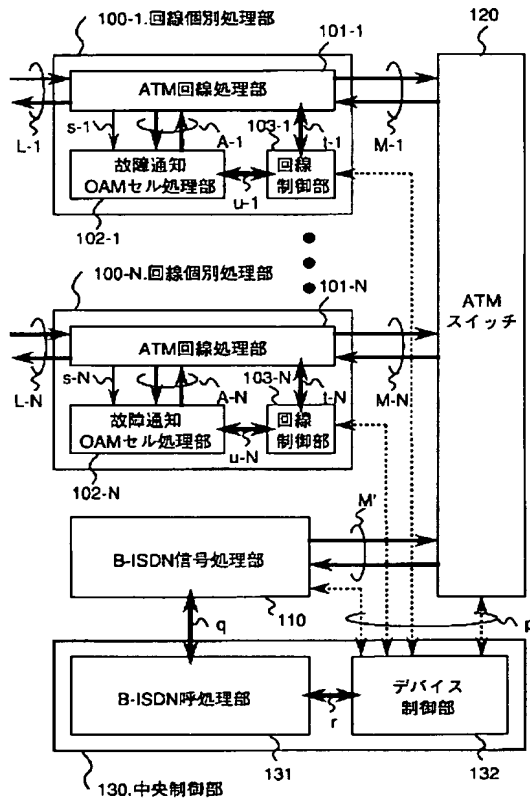 100-1.回線個別処理部
101-1
120
ATM回線処理部
L-1
s-1
A-1
103-1
t-1
M-1
故障通知
OAMセル処理部
回線
制御部
u-1
102-1
100-N.回線個別処理部
101-N
ATM
スイッチ
ATM回線処理部
L-N
s-N
A-N
103-N
t-N
M-N
故障通知
OAMセル処理部
回線
制御部
u-N
102-N
M'
B-ISDN信号処理部
q
110
p
B-ISDN呼処理部
r
デバイス
制御部
131
132
130.中央制御部